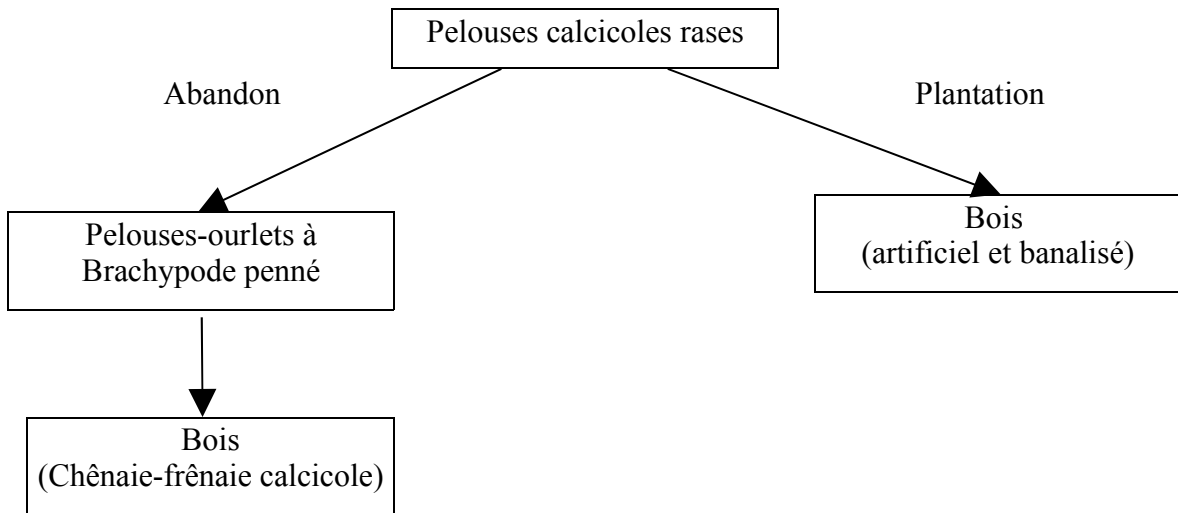 Pelouses calcicoles rases
Abandon
Plantation
Pelouses-ourlets à
Brachypode penné
Bois
(artificiel et banalisé)
Bois
(Chênaie-frênaie calcicole)